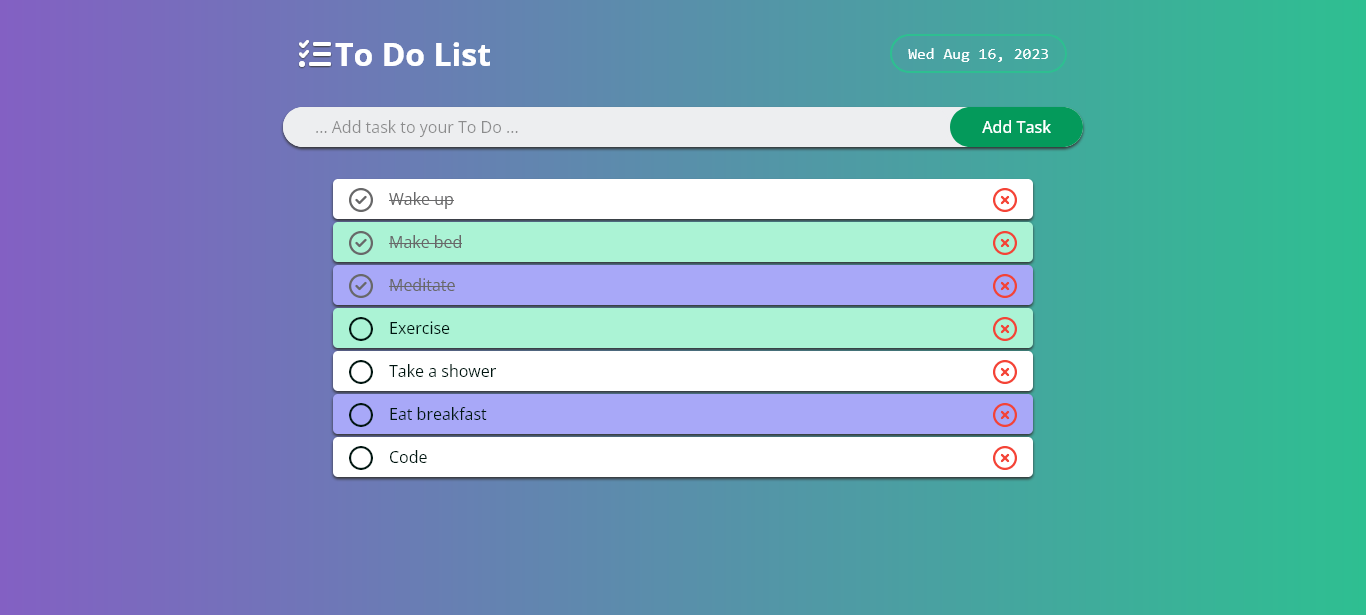 To Do List
Wed Aug 16, 2023
... Add task to your To Do ...
Add Task
Wake up
Make bed
Meditate
Exercise
Take a shower
Eat breakfast
Code